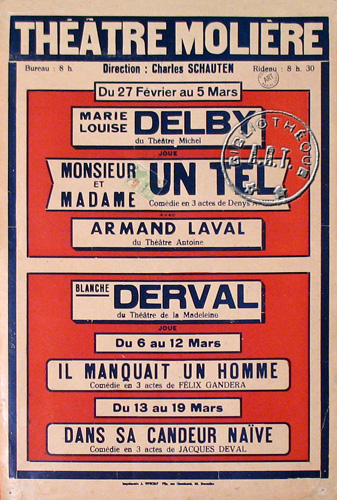 THÉÂTRE MOLIÈRE
Bureau : 8 h. Direction : Charles SCHAUTEN Rideau : 8 h. 30
Du 27 Février au 5 Mars
MARIE LOUISE DELBY
du Théâtre Michel
JOUE
MONSIEUR ET MADAME UN TEL
Comédie en 3 actes de Denys
AVEC
ARMAND LAVAL
du Théâtre Antoine
BLANCHE DERVAL
du Théâtre de la Madeleine
JOUE
Du 6 au 12 Mars
IL MANQUAIT UN HOMME
Comédie en 3 actes de FÉLIX GANDERA
Du 13 au 19 Mars
DANS SA CANDEUR NAÏVE
Comédie en 3 actes de JACQUES DEVAL
BIBLIOTHÈQUE
A.R.T.